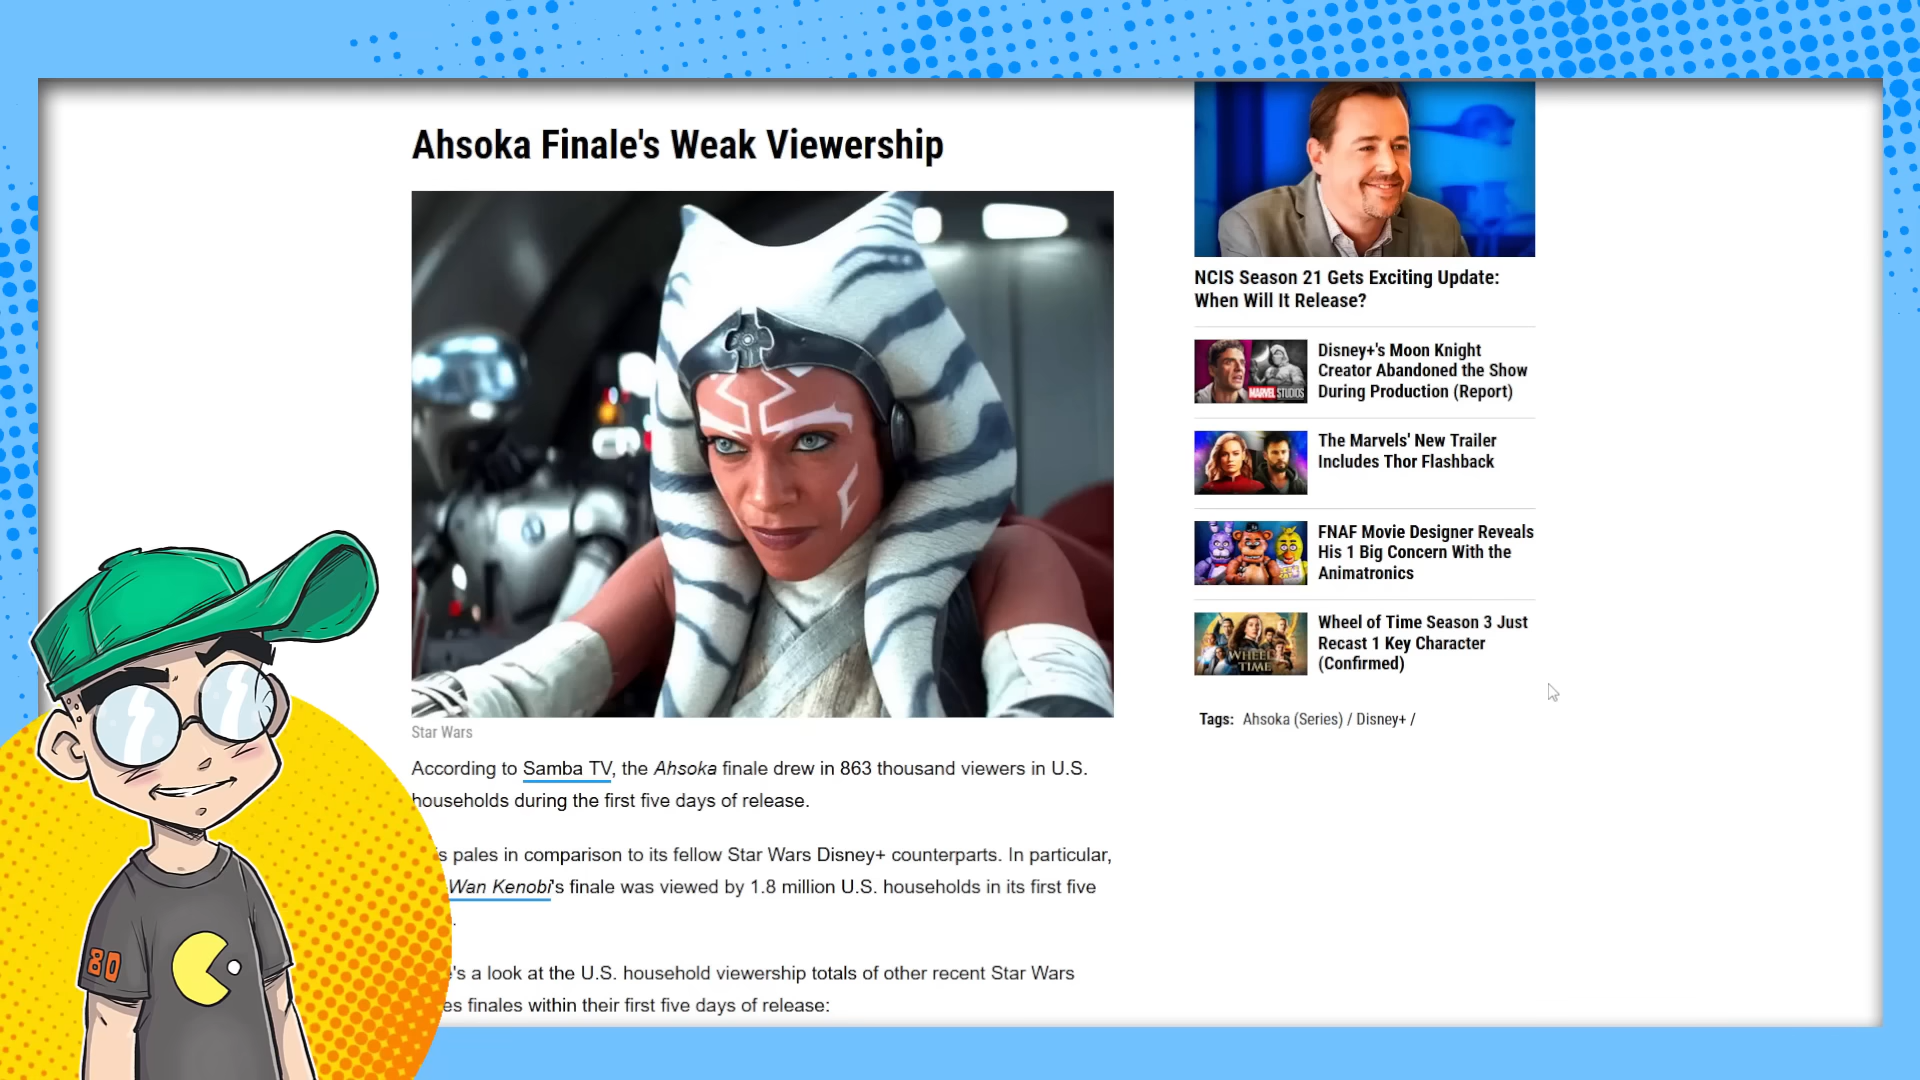 Ahsoka Finale's Weak Viewership
Star Wars
According to Samba TV, the Ahsoka finale drew in 863 thousand viewers in U.S.
households during the first five days of release.
s pales in comparison to its fellow Star Wars Disney+ counterparts. In particular,
Wan Kenobi's finale was viewed by 1.8 million U.S. households in its first five
.
e's a look at the U.S. household viewership totals of other recent Star Wars
es finales within their first five days of release:
NCIS Season 21 Gets Exciting Update:
When Will It Release?
MARVEL STUDIOS
Disney+'s Moon Knight
Creator Abandoned the Show
During Production (Report)
The Marvels' New Trailer
Includes Thor Flashback
FNAF Movie Designer Reveals
His 1 Big Concern With the
Animatronics
WHEEL
TIME
Wheel of Time Season 3 Just
Recast 1 Key Character
(Confirmed)
Tags: Ahsoka (Series) / Disney+ /
80